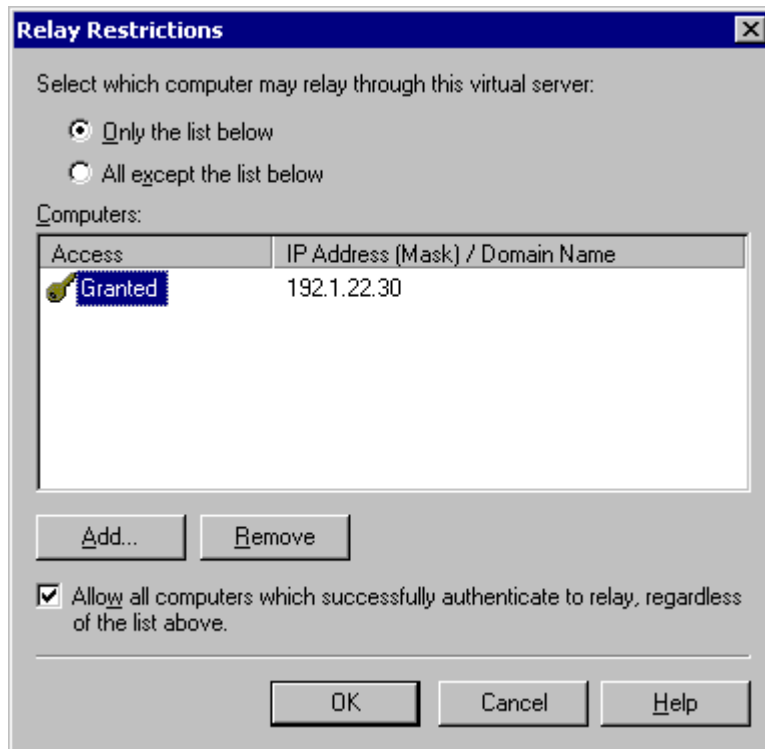 Relay Restrictions
Select which computer may relay through this virtual server:
Only the list below
All except the list below
Computers:
Access IP Address (Mask) / Domain Name
Granted 192.1.22.30
Add... Remove
Allow all computers which successfully authenticate to relay, regardless
of the list above.
OK Cancel Help